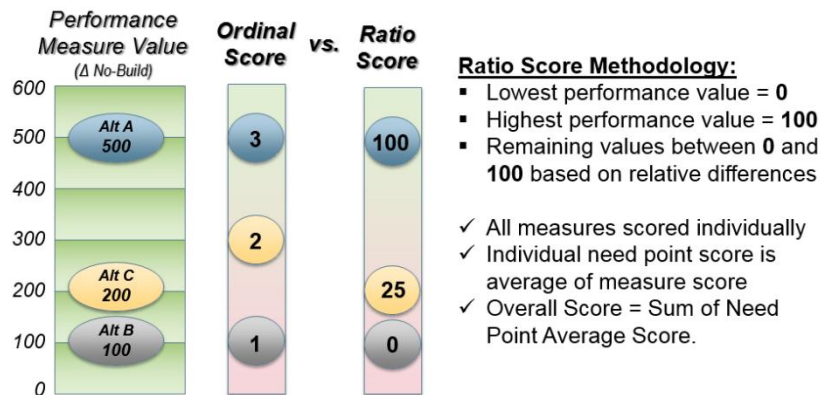 Performance
Measure Value
(Δ No-Build)
Ordinal
Score
vs.
Ratio
Score
600
500
400
300
200
100
0
Alt A
500
Alt C
200
Alt B
100
3
2
1
100
25
0
Ratio Score Methodology:
▪ Lowest performance value = 0
▪ Highest performance value = 100
▪ Remaining values between 0 and
100 based on relative differences
✓ All measures scored individually
✓ Individual need point score is
average of measure score
✓ Overall Score = Sum of Need
Point Average Score.